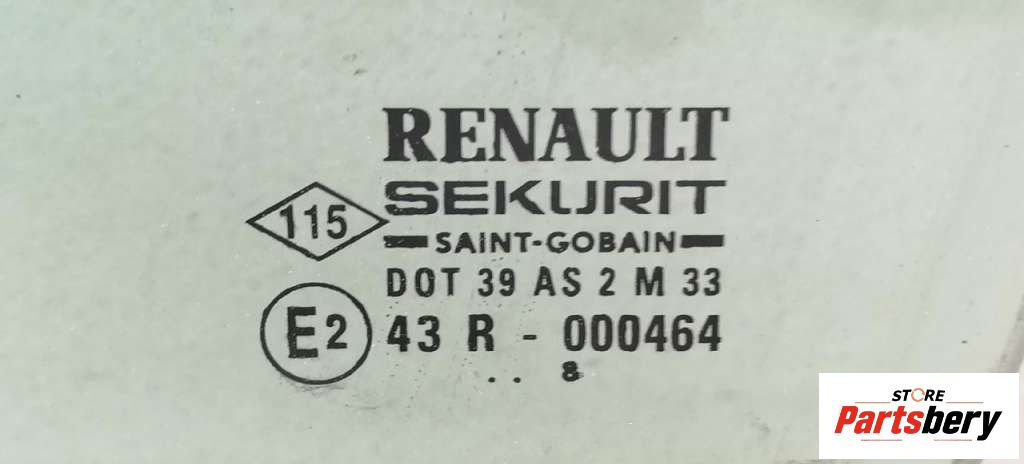 RENAULT
SEKURIT
115
SAINT-GOBAIN
DOT 39 AS 2 M 33
E2 43 R - 000464
. . 8
STORE
Partsbery